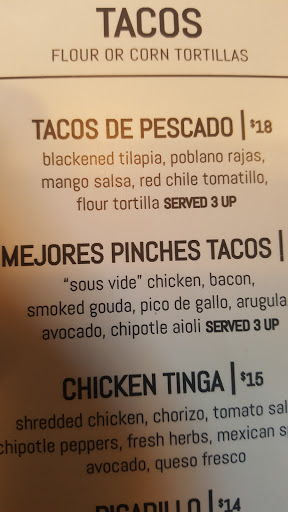 TACOS
FLOUR OR CORN TORTILLAS
TACOS DE PESCADO | $18
blackened tilapia, poblano rajas,
mango salsa, red chile tomatillo,
flour tortilla SERVED 3 UP
MEJORES PINCHES TACOS |
"sous vide" chicken, bacon,
smoked gouda, pico de gallo, arugula
avocado, chipotle aioli SERVED 3 UP
CHICKEN TINGA | $15
shredded chicken, chorizo, tomato sal
chipotle peppers, fresh herbs, mexican s
avocado, queso fresco
PICADILLO | $14